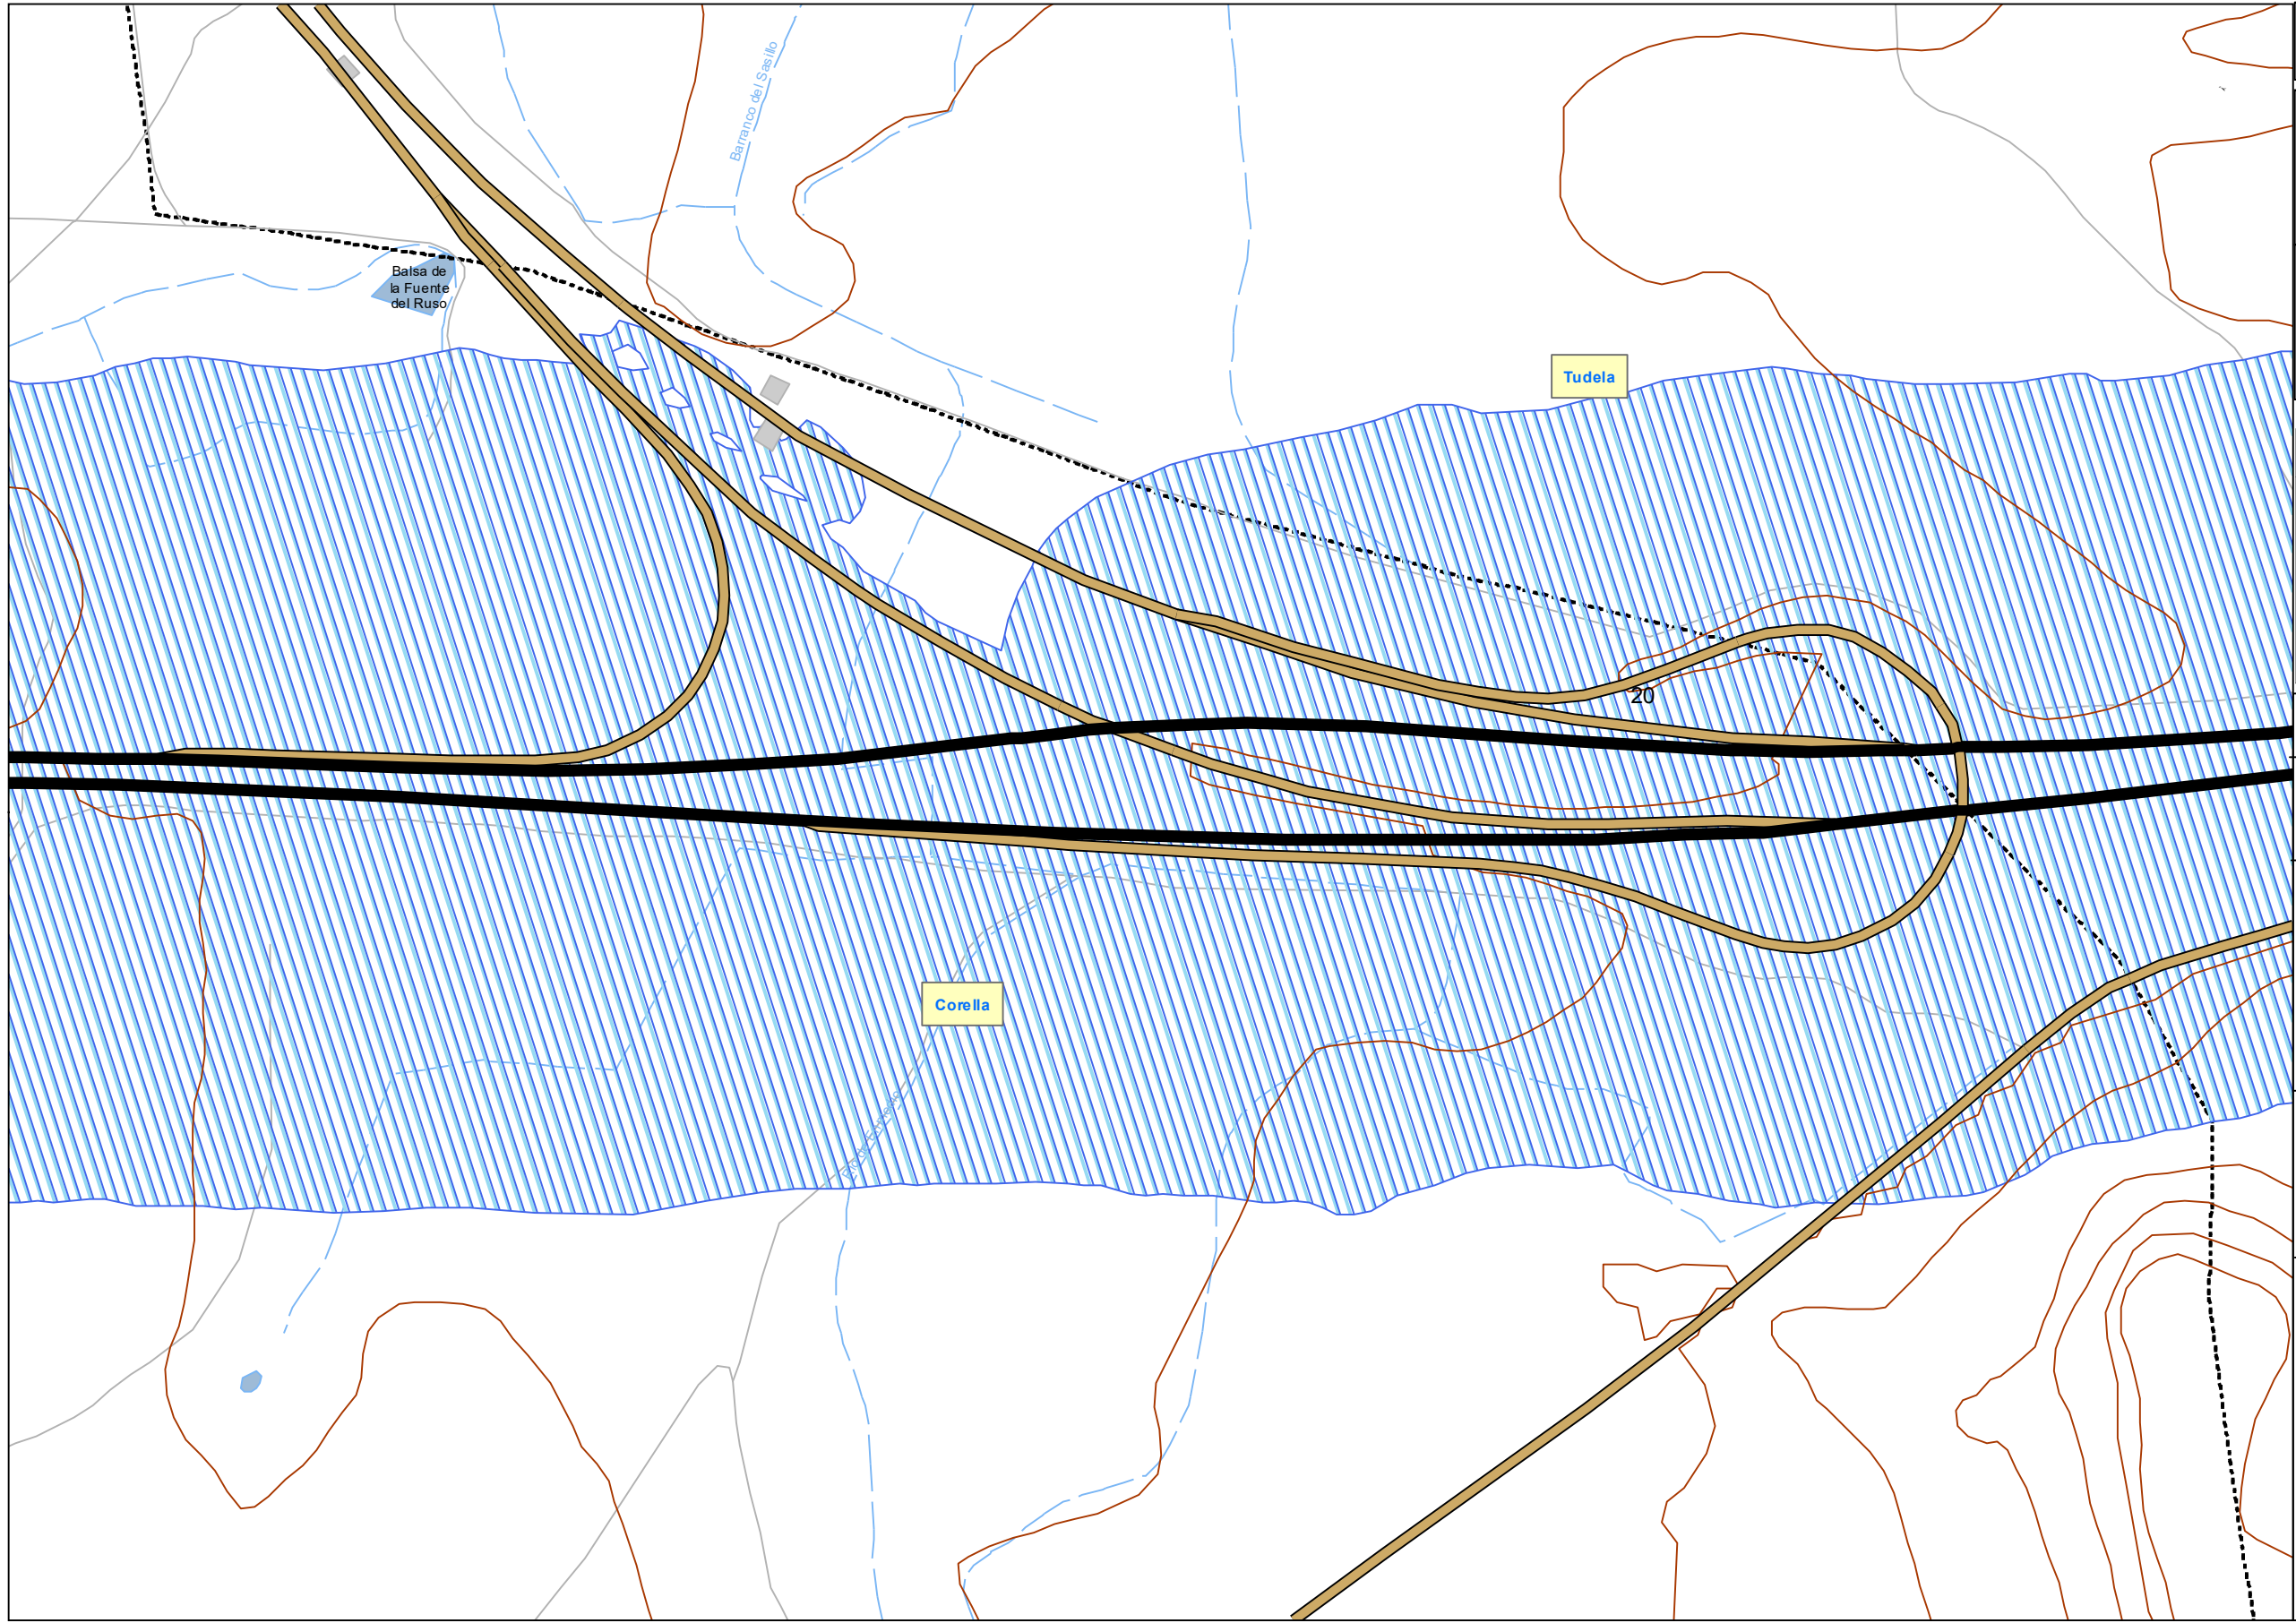 Barranco del Sasillo
Balsa de
la Fuente
del Ruso
Tudela
20
Corella